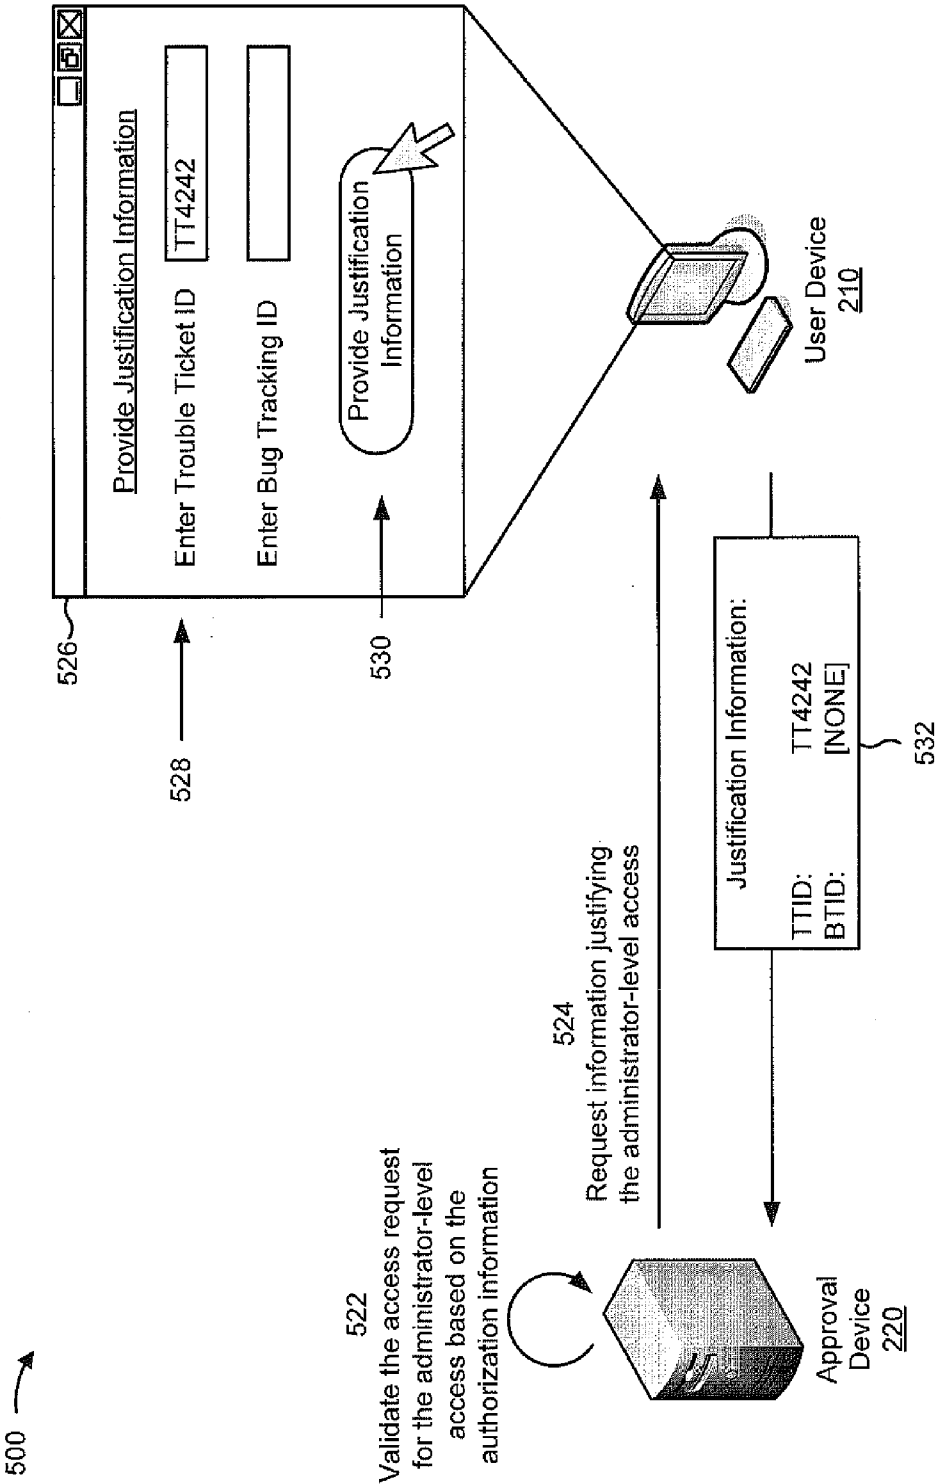 500
522
Validate the access request
for the administrator-level
access based on the
authorization information
Approval
Device
220
524
Request information justifying
the administrator-level access
Justification Information:
TTID: TT4242
BTID: [NONE]
532
526
528
Provide Justification Information
Enter Trouble Ticket ID TT4242
Enter Bug Tracking ID
530
Provide Justification
Information
User Device
210